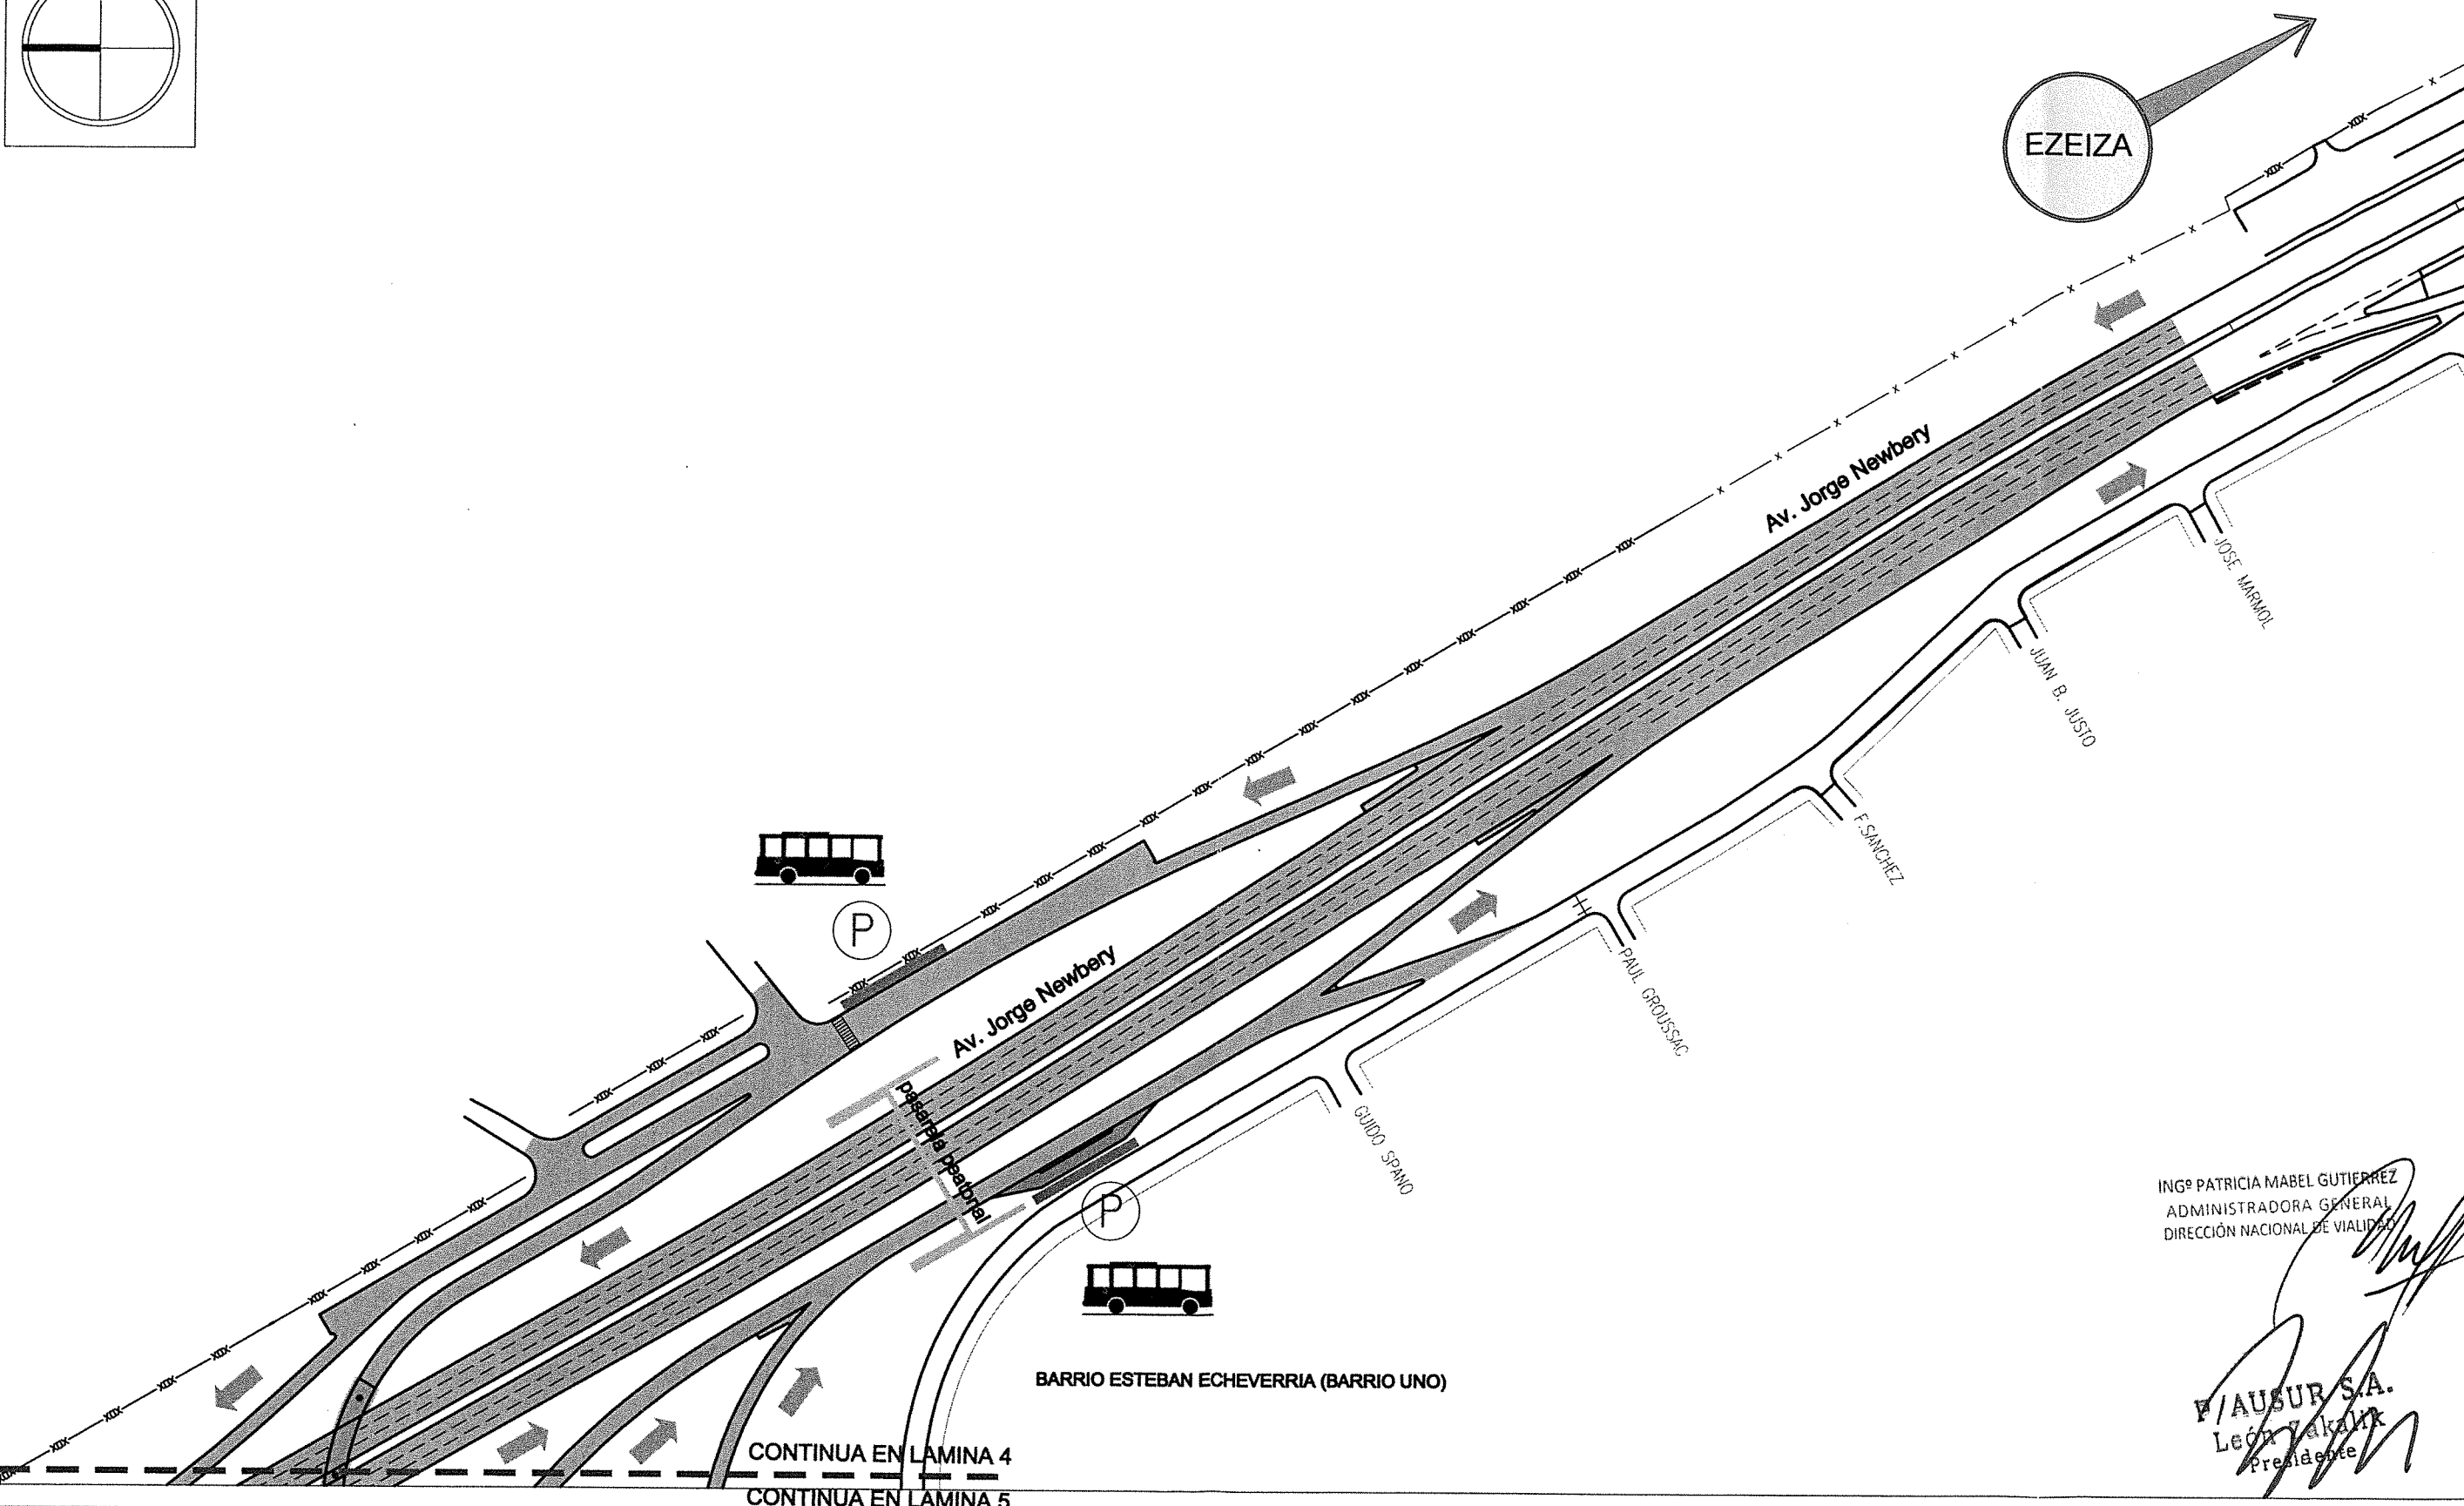 EZEIZA
Av. Jorge Newbery
JOSE MARMOL
JUAN B. JUSTO
F.SANCHEZ
P
Av. Jorge Newbery
PAUL GROUSSAC
pasarela peatonal
GUIDO SPANO
P
INGº PATRICIA MABEL GUTIERREZ
ADMINISTRADORA GENERAL
DIRECCIÓN NACIONAL DE VIALIDAD
BARRIO ESTEBAN ECHEVERRIA (BARRIO UNO)
P/AUSUR S.A.
León Zakalik
Presidente
CONTINUA EN LAMINA 4
CONTINUA EN LAMINA 5